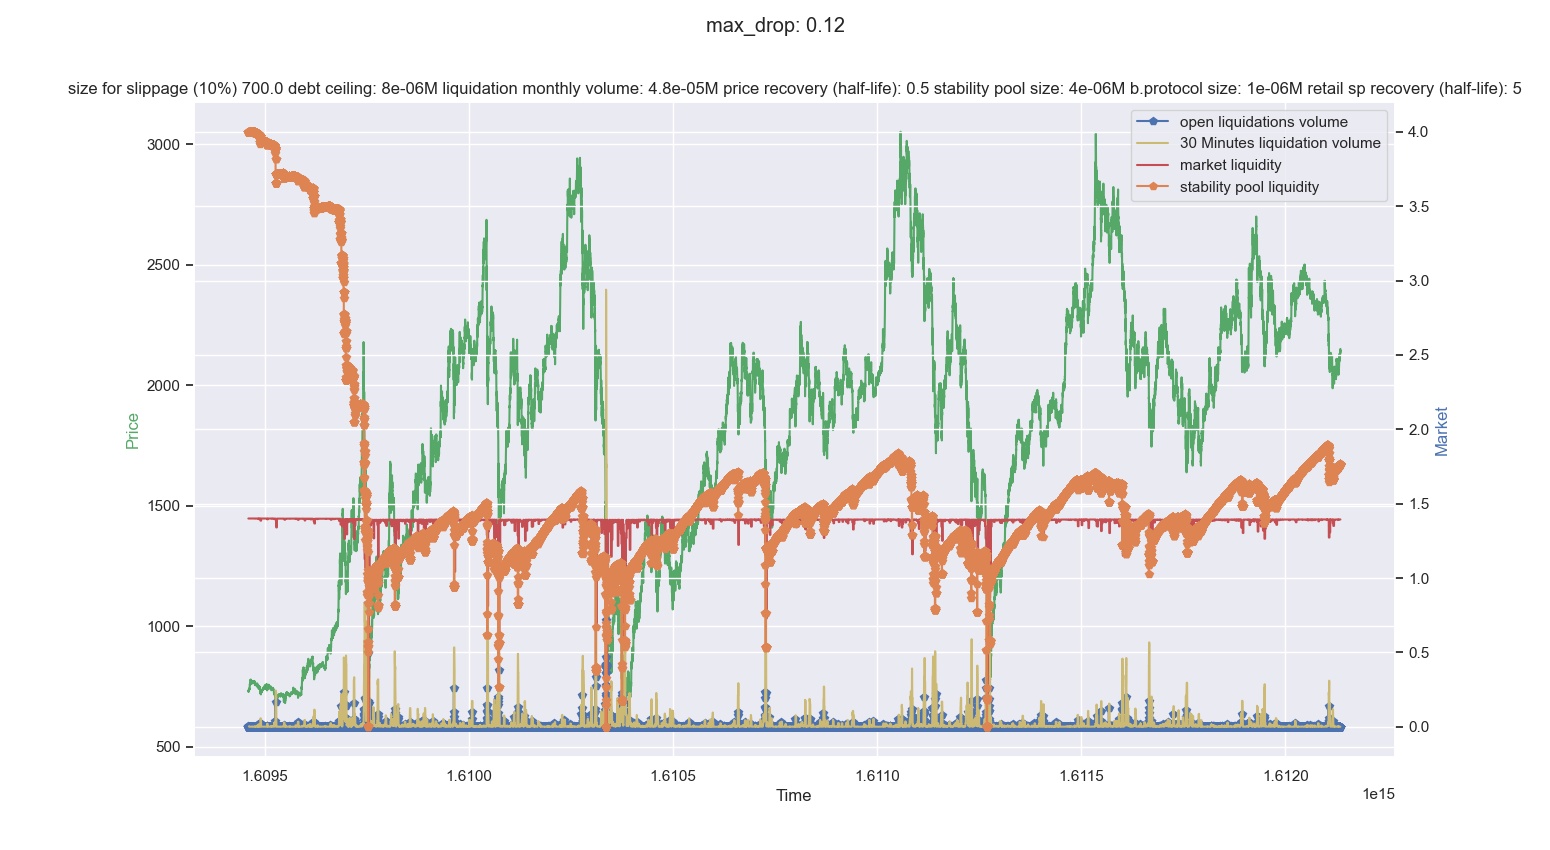 max_drop: 0.12
size for slippage (10%) 700.0 debt ceiling: 8e-06M liquidation monthly volume: 4.8e-05M price recovery (half-life): 0.5 stability pool size: 4e-06M b.protocol size: 1e-06M retail sp recovery (half-life): 5
open liquidations volume
30 Minutes liquidation volume
market liquidity
stability pool liquidity
3000
2500
2000
1500
1000
500
Price
4.0
3.5
3.0
2.5
2.0
1.5
1.0
0.5
0.0
Market
1.6095 1.6100 1.6105 1.6110 1.6115 1.6120
Time
1e15